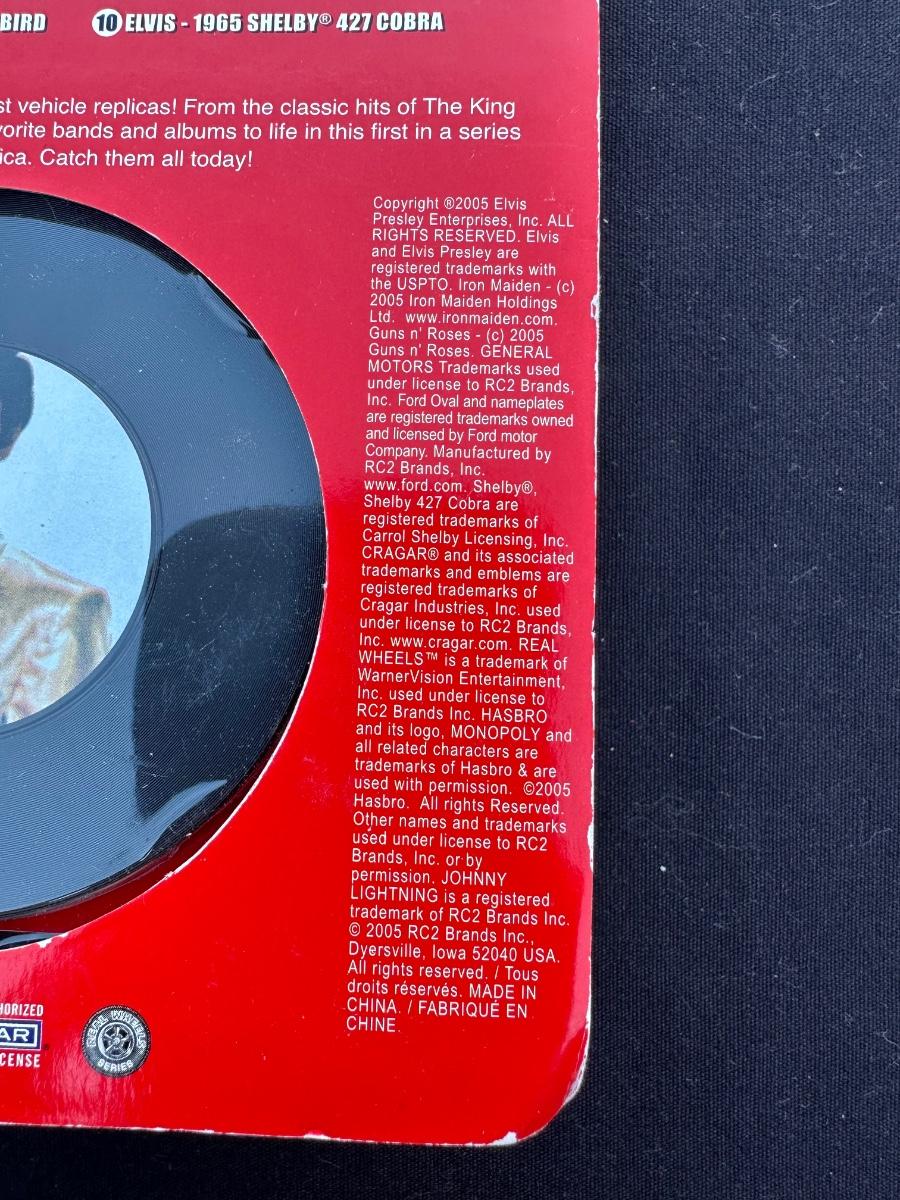 BIRD
10 ELVIS - 1965 SHELBY® 427 COBRA
st vehicle replicas! From the classic hits of The King
vorite bands and albums to life in this first in a series
ica. Catch them all today!
Copyright ®2005 Elvis
Presley Enterprises, Inc. ALL
RIGHTS RESERVED. Elvis
and Elvis Presley are
registered trademarks with
the USPTO. Iron Maiden - (c)
2005 Iron Maiden Holdings
Ltd. www.ironmaiden.com.
Guns n' Roses - (c) 2005
Guns n' Roses. GENERAL
MOTORS Trademarks used
under license to RC2 Brands,
Inc. Ford Oval and nameplates
are registered trademarks owned
and licensed by Ford motor
Company. Manufactured by
RC2 Brands, Inc.
www.ford.com. Shelby®,
Shelby 427 Cobra are
registered trademarks of
Carrol Shelby Licensing, Inc.
CRAGAR® and its associated
trademarks and emblems are
registered trademarks of
Cragar Industries, Inc. used
under license to RC2 Brands,
Inc. www.cragar.com. REAL
WHEELS™ is a trademark of
WarnerVision Entertainment,
Inc. used under license to
RC2 Brands Inc. HASBRO
and its logo, MONOPOLY and
all related characters are
trademarks of Hasbro & are
used with permission. ©2005
Hasbro. All rights Reserved.
Other names and trademarks
used under license to RC2
Brands, Inc. or by
permission. JOHNNY
LIGHTNING is a registered
trademark of RC2 Brands Inc.
© 2005 RC2 Brands Inc.,
Dyersville, Iowa 52040 USA.
All rights reserved. / Tous
droits réservés. MADE IN
CHINA. / FABRIQUÉ EN
CHINE.
HORIZED
AR
CENSE
REAL WHEELS
SERIES